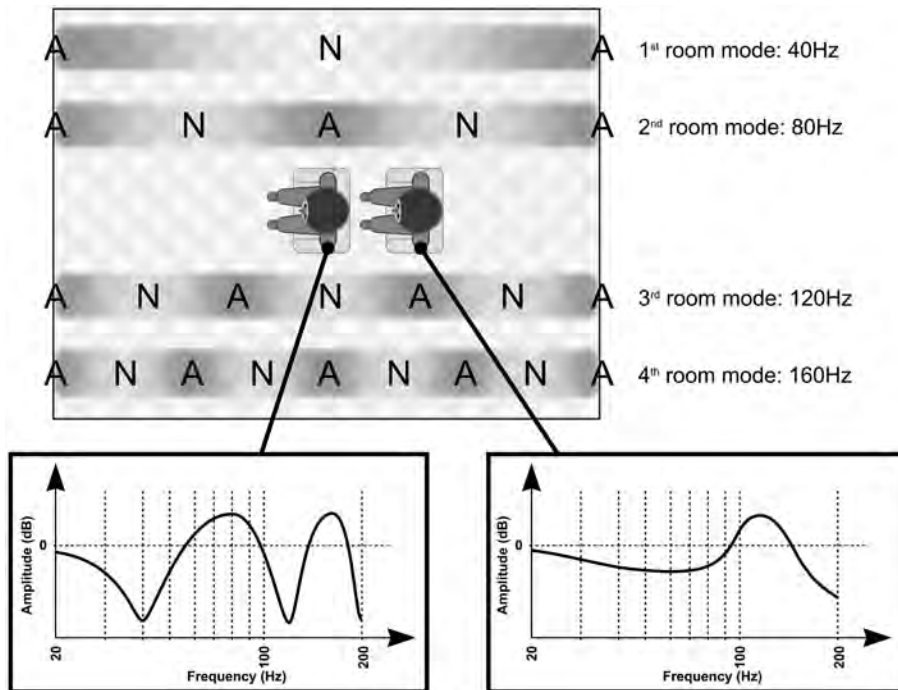 A N A 1st room mode: 40Hz
A N A N A 2nd room mode: 80Hz
A N A N A N A 3rd room mode: 120Hz
A N A N A N A N A 4th room mode: 160Hz
Amplitude (dB)
0
20 100 200
Frequency (Hz)
Amplitude (dB)
0
20 100 200
Frequency (Hz)